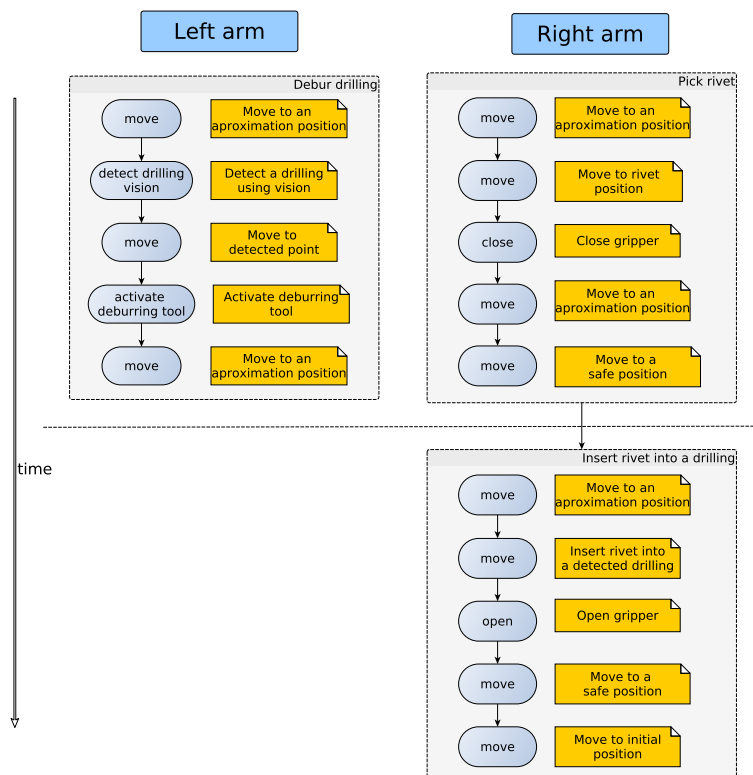 Left arm
Right arm
Debur drilling
move
Move to an
aproximation position
detect drilling
vision
Detect a drilling
using vision
move
Move to
detected point
activate
deburring tool
Activate deburring
tool
move
Move to an
aproximation position
Pick rivet
move
Move to an
aproximation position
move
Move to rivet
position
close
Close gripper
move
Move to an
aproximation position
move
Move to a
safe position
time
Insert rivet into a drilling
move
Move to an
aproximation position
move
Insert rivet into
a detected drilling
open
Open gripper
move
Move to a
safe position
move
Move to initial
position